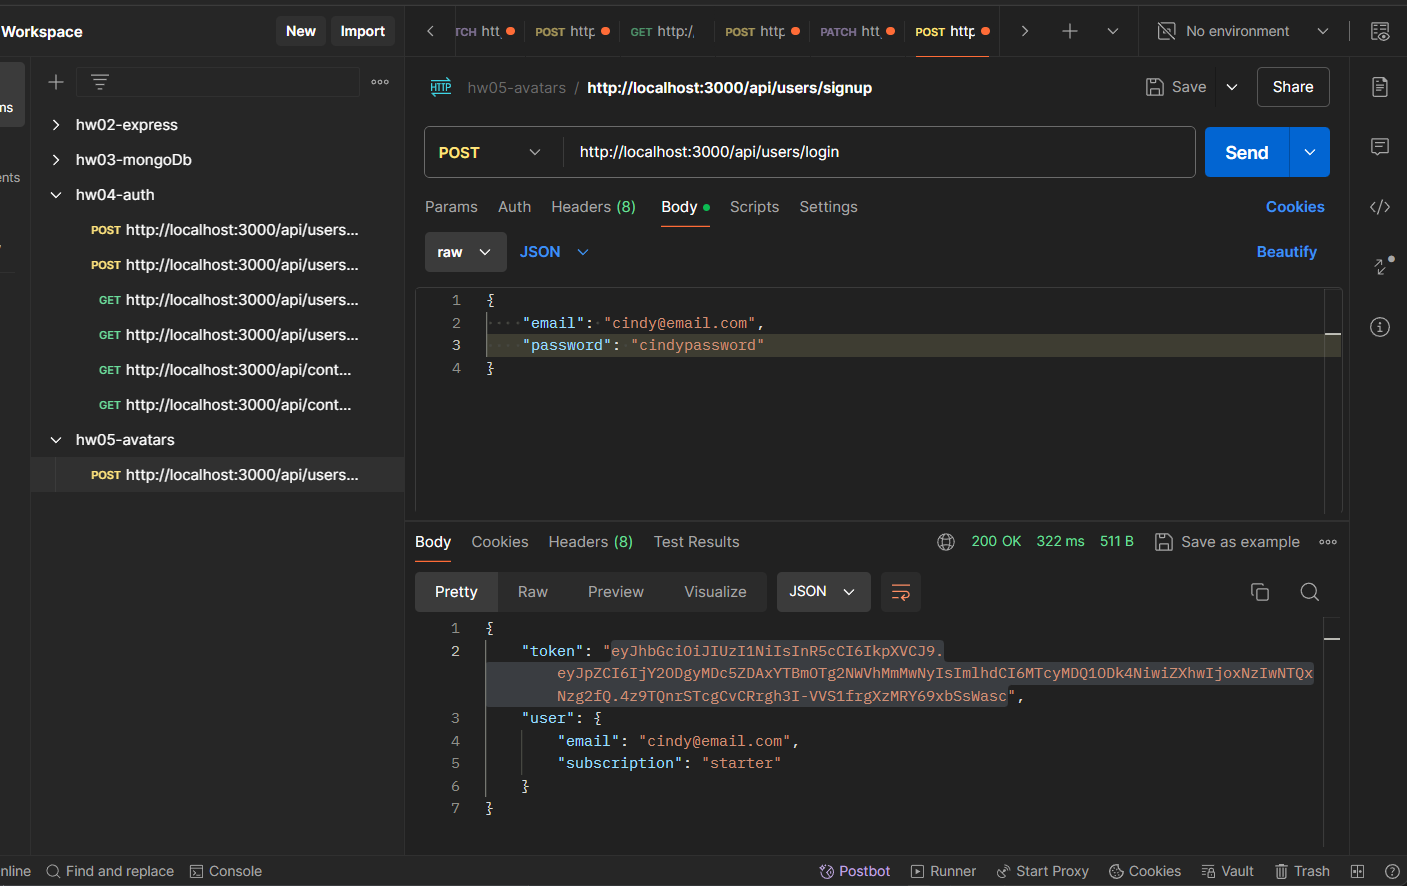 Workspace
New
Import
TCH htt
POST http
GET http:/
POST http
PATCH htt
POST http
No environment
ms
hw05-avatars / http://localhost:3000/api/users/signup
Save
Share
hw02-express
hw03-mongoDb
ents
hw04-auth
POST http://localhost:3000/api/users...
POST http://localhost:3000/api/users...
GET http://localhost:3000/api/users...
GET http://localhost:3000/api/users...
GET http://localhost:3000/api/cont...
GET http://localhost:3000/api/cont...
hw05-avatars
POST http://localhost:3000/api/users...
POST
http://localhost:3000/api/users/login
Send
Params Auth Headers (8) Body Scripts Settings
Cookies
raw
JSON
Beautify
1 {
2 "email": "cindy@email.com",
3 "password": "cindypassword"
4 }
Body Cookies Headers (8) Test Results
200 OK 322 ms 511 B
Save as example
Pretty Raw Preview Visualize
JSON
1 {
2 "token": "eyJhbGciOiJIUzI1NiIsInR5cCI6IkpXVCJ9.
eyJpZCI6IjY2ODgyMDc5ZDAxYTBmOTg2NWVhMmMwNyIsImlhdCI6MTcyMDQ1ODk4NiwiZXhwIjoxNzIwNTQx
Nzg2fQ.4z9TQnrSTcgCvCRrgh3I-VVS1frgXzMRY69xbSsWasc",
3 "user": {
4 "email": "cindy@email.com",
5 "subscription": "starter"
6 }
7 }
nline
Find and replace
Console
Postbot
Runner
Start Proxy
Cookies
Vault
Trash